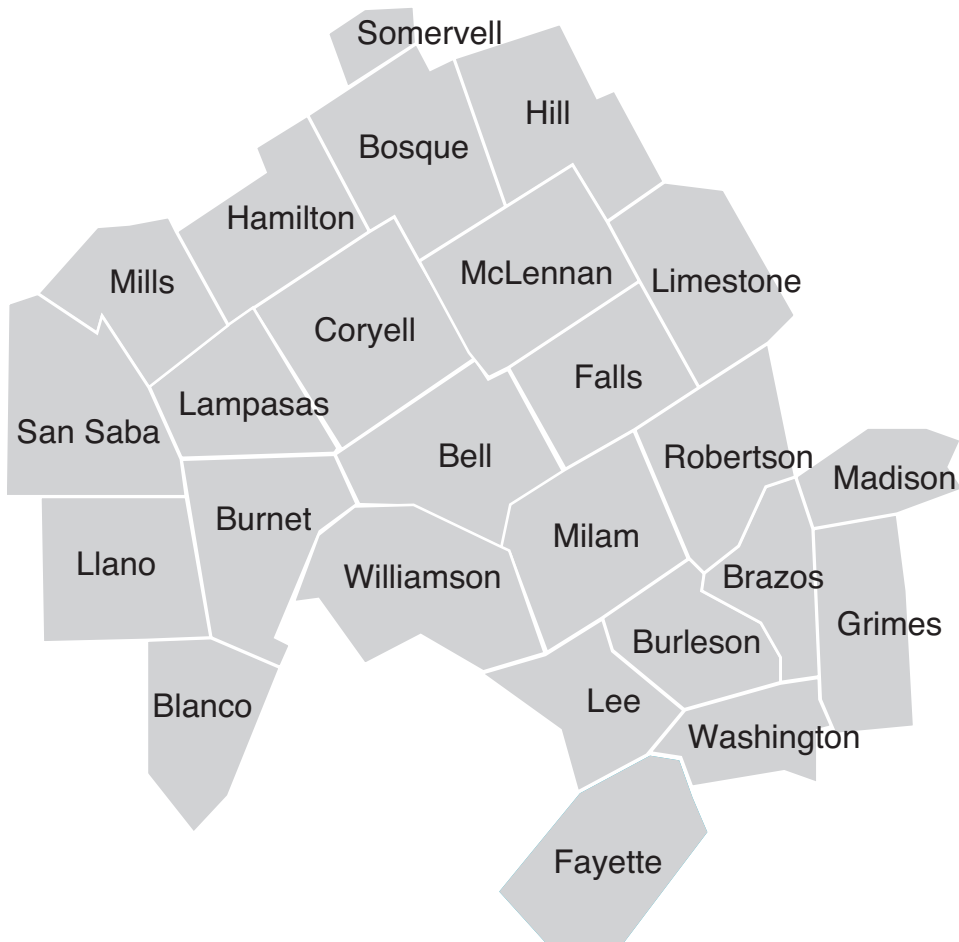 Somervell
Hill
Bosque
Hamilton
McLennan
Limestone
Mills
Coryell
Falls
Lampasas
San Saba
Bell
Robertson
Madison
Burnet
Milam
Llano
Williamson
Brazos
Grimes
Burleson
Lee
Blanco
Washington
Fayette